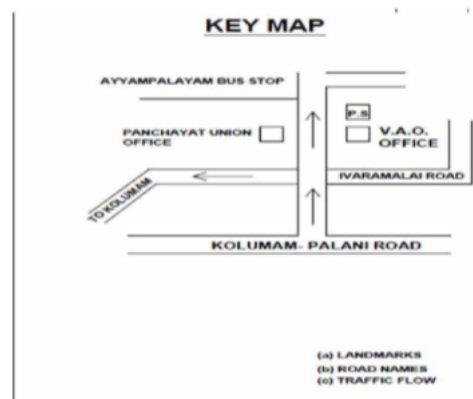 KEY MAP
AYYAMPALAYAM BUS STOP
P.S
PANCHAYAT UNION
OFFICE
V.A.O.
OFFICE
IVARAMALAI ROAD
TO KOLUMAM
KOLUMAM- PALANI ROAD
(a) LANDMARKS
(b) ROAD NAMES
(c) TRAFFIC FLOW